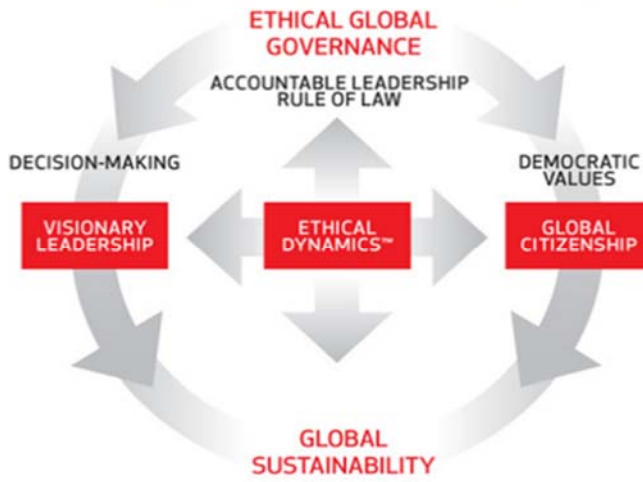 ETHICAL GLOBAL
GOVERNANCE
ACCOUNTABLE LEADERSHIP
RULE OF LAW
DECISION-MAKING
DEMOCRATIC
VALUES
VISIONARY
LEADERSHIP
ETHICAL
DYNAMICS™
GLOBAL
CITIZENSHIP
GLOBAL
SUSTAINABILITY